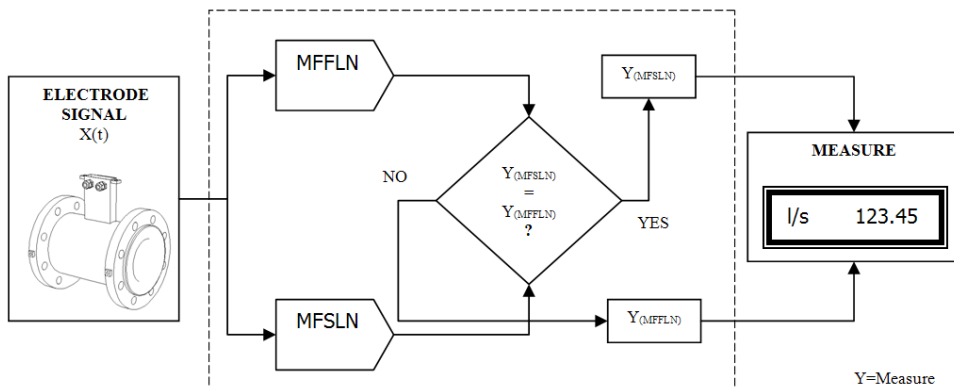 ELECTRODE
SIGNAL
X(t)
MFFLN
MFSLN
NO
Y(MFSLN)
=
Y(MFFLN)
?
YES
Y(MFSLN)
Y(MFFLN)
MEASURE
l/s 123.45
Y=Measure